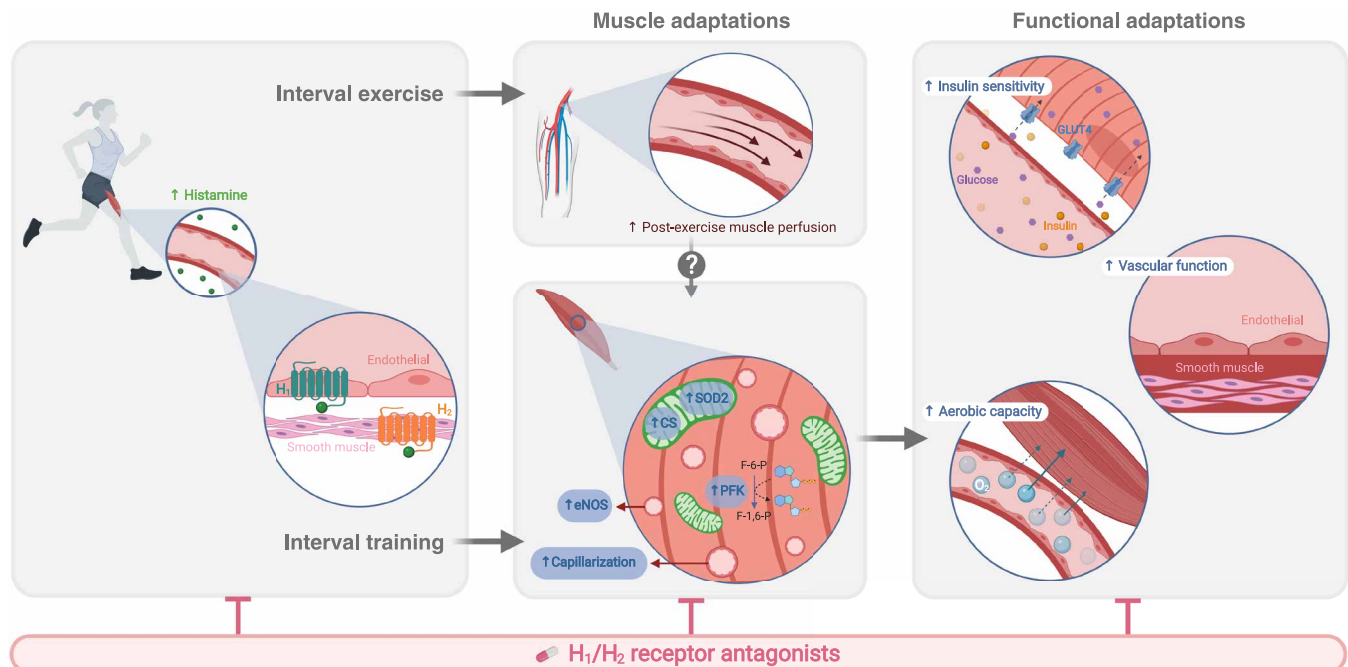 Muscle adaptations
Functional adaptations
Interval exercise
↑ Histamine
Endothelial
H₁
H₂
Smooth muscle
Interval training
↑ Post-exercise muscle perfusion
?
↑SOD2
↑CS
F-6-P
↑PFK
F-1,6-P
↑eNOS
↑Capillarization
↑ Insulin sensitivity
GLUT4
Glucose
Insulin
↑ Vascular function
Endothelial
Smooth muscle
↑ Aerobic capacity
O₂
H₁/H₂ receptor antagonists